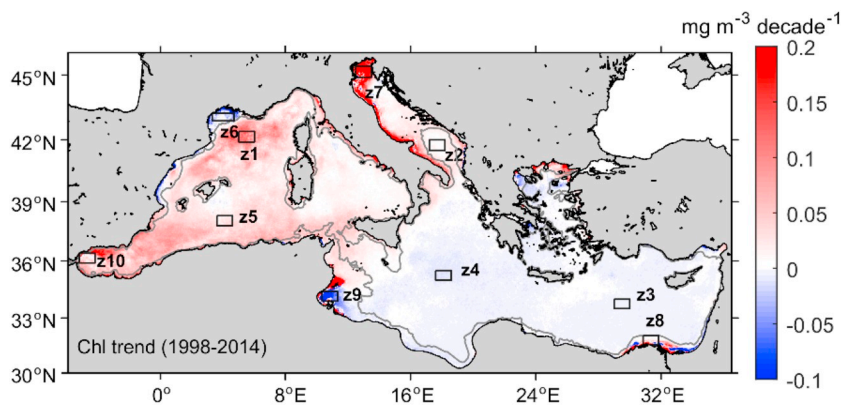 mg m⁻³ decade⁻¹
45°N
42°N
39°N
36°N
33°N
30°N
z7
z6
z1
z2
z5
z10
z4
z9
z3
z8
Chl trend (1998-2014)
0°
8°E
16°E
24°E
32°E
0.2
0.15
0.1
0.05
0
-0.05
-0.1